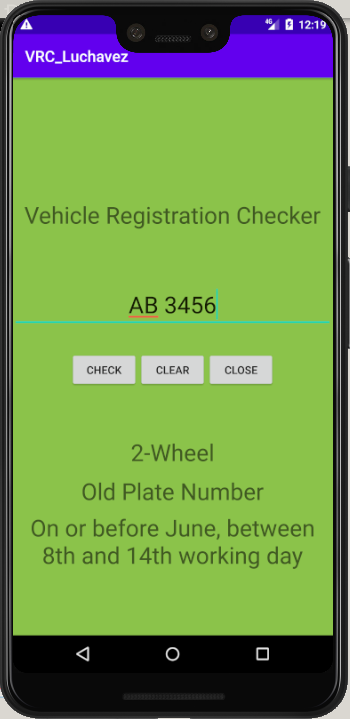 4G 12:19
VRC_Luchavez
Vehicle Registration Checker
AB 3456
CHECK CLEAR CLOSE
2-Wheel
Old Plate Number
On or before June, between
8th and 14th working day